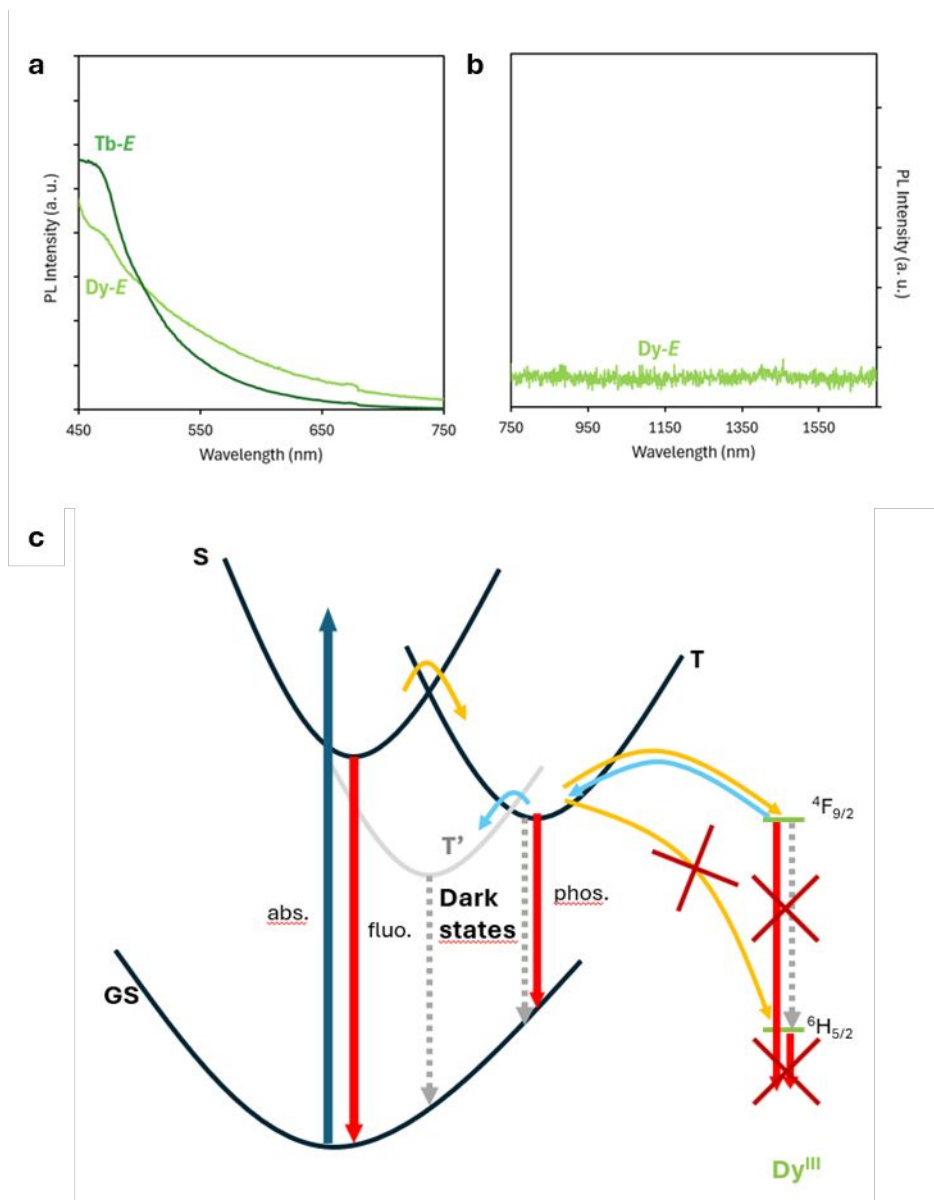 a
b
Tb-E
Dy-E
PL Intensity (a. u.)
450
550
650
750
Wavelength (nm)
Dy-E
PL Intensity (a. u.)
750
950
1150
1350
1550
Wavelength (nm)
c
S
T
⁴F₉/₂
T’
Dark
states
abs.
fluo.
phos.
GS
⁶H₅/₂
Dyᴵᴵᴵ